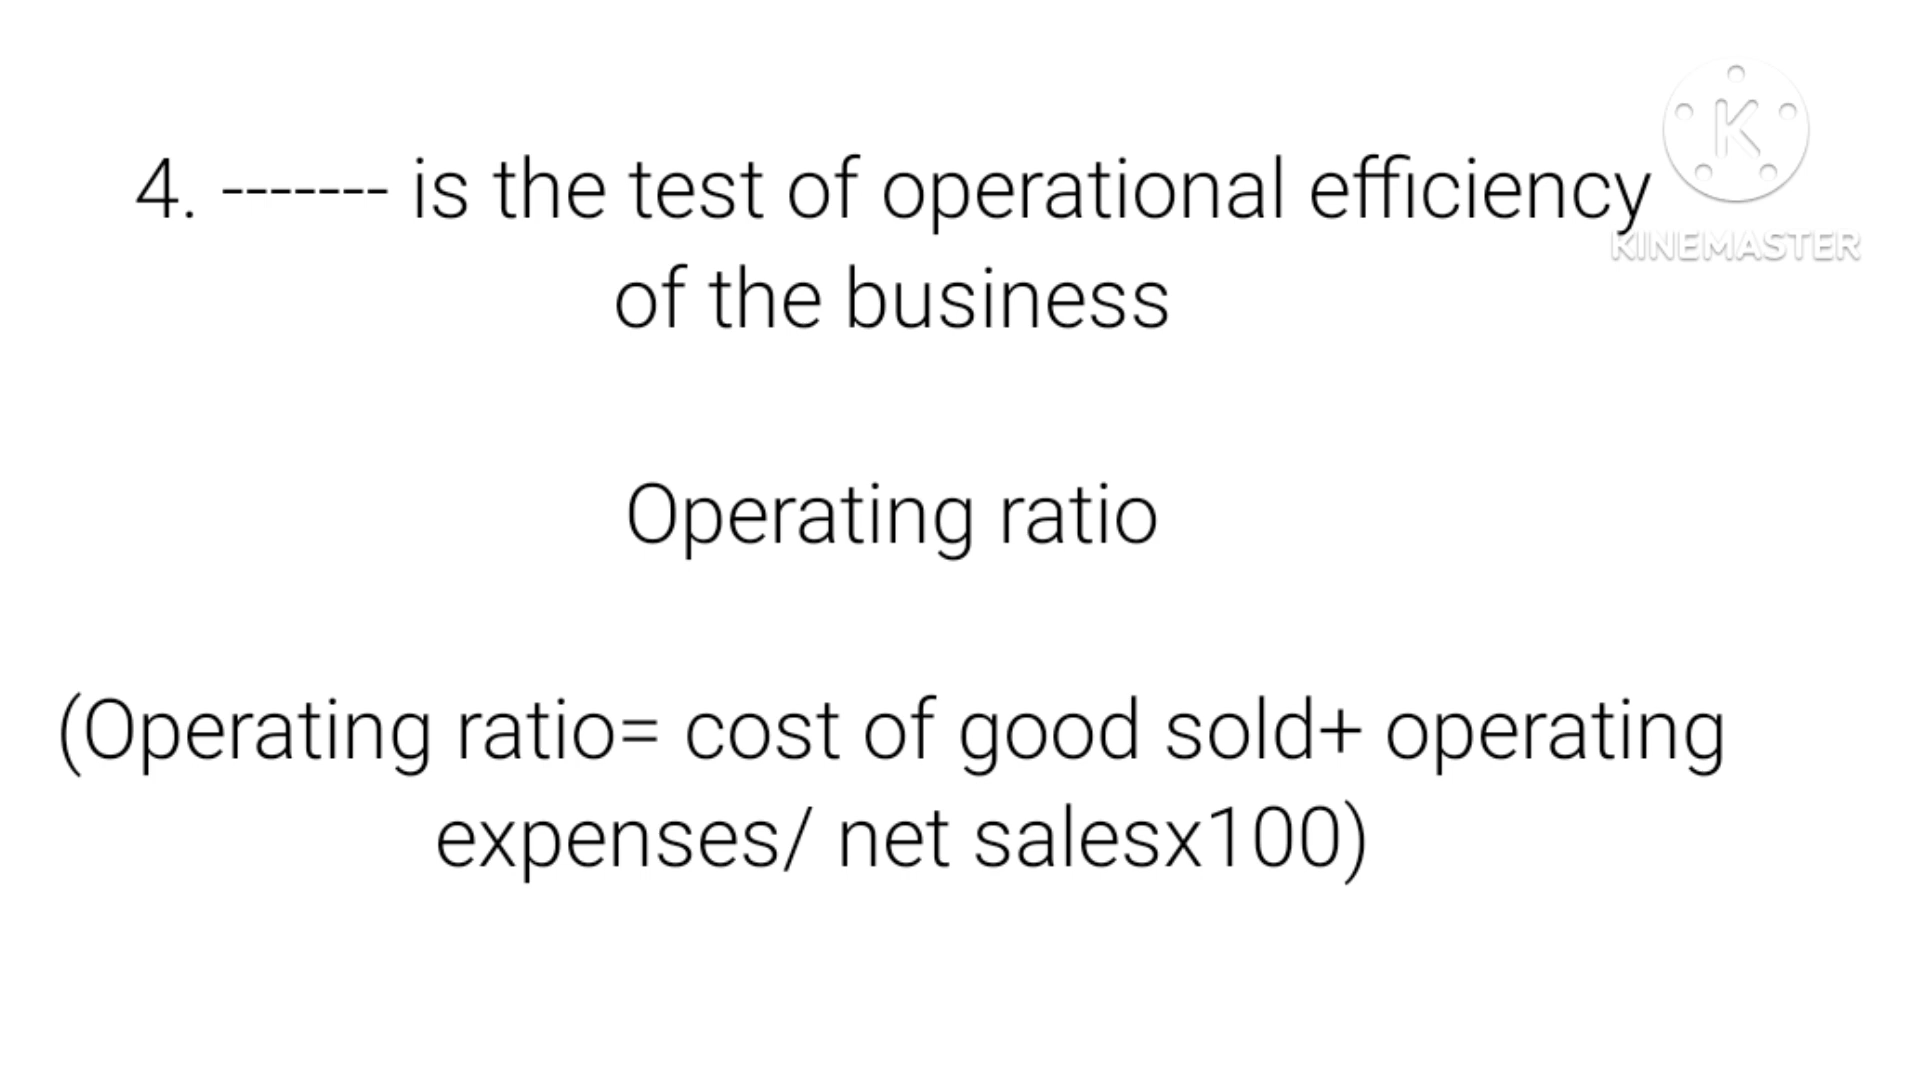 4. ------- is the test of operational efficiency
of the business
Operating ratio
(Operating ratio= cost of good sold+ operating
expenses/ net salesx100)
K
KINEMASTER